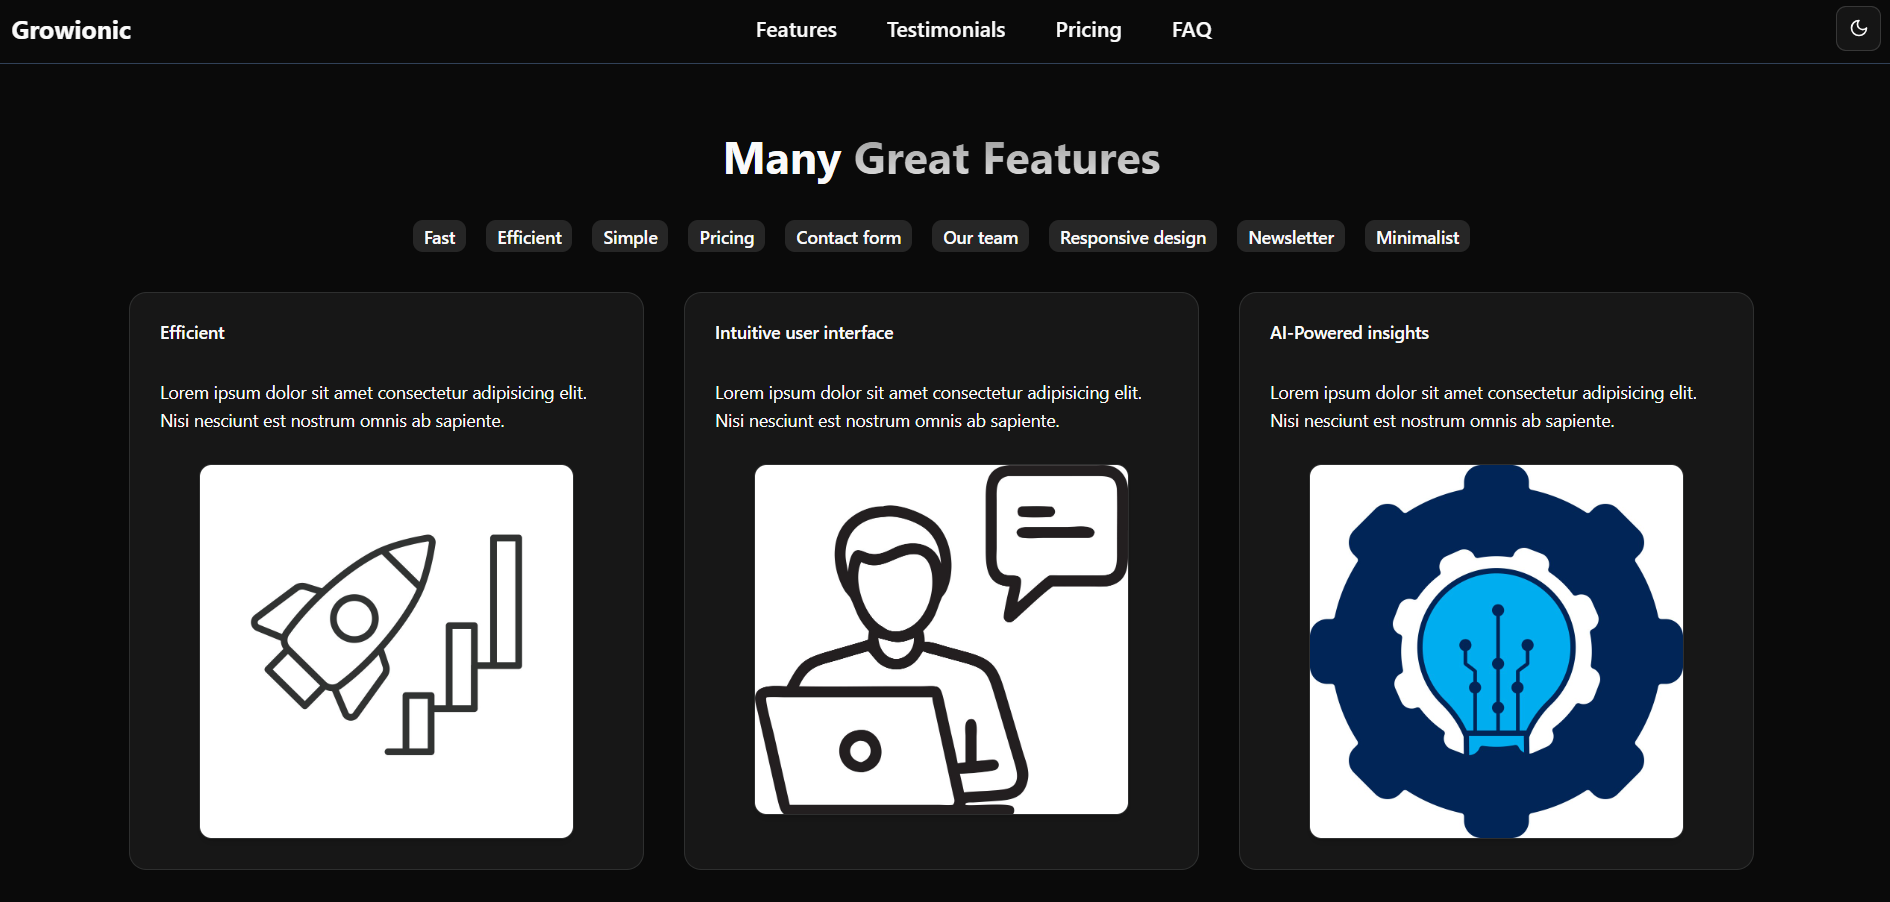 Growionic
Features Testimonials Pricing FAQ
Many Great Features
Fast Efficient Simple Pricing Contact form Our team Responsive design Newsletter Minimalist
Efficient
Lorem ipsum dolor sit amet consectetur adipisicing elit.
Nisi nesciunt est nostrum omnis ab sapiente.
Intuitive user interface
Lorem ipsum dolor sit amet consectetur adipisicing elit.
Nisi nesciunt est nostrum omnis ab sapiente.
AI-Powered insights
Lorem ipsum dolor sit amet consectetur adipisicing elit.
Nisi nesciunt est nostrum omnis ab sapiente.